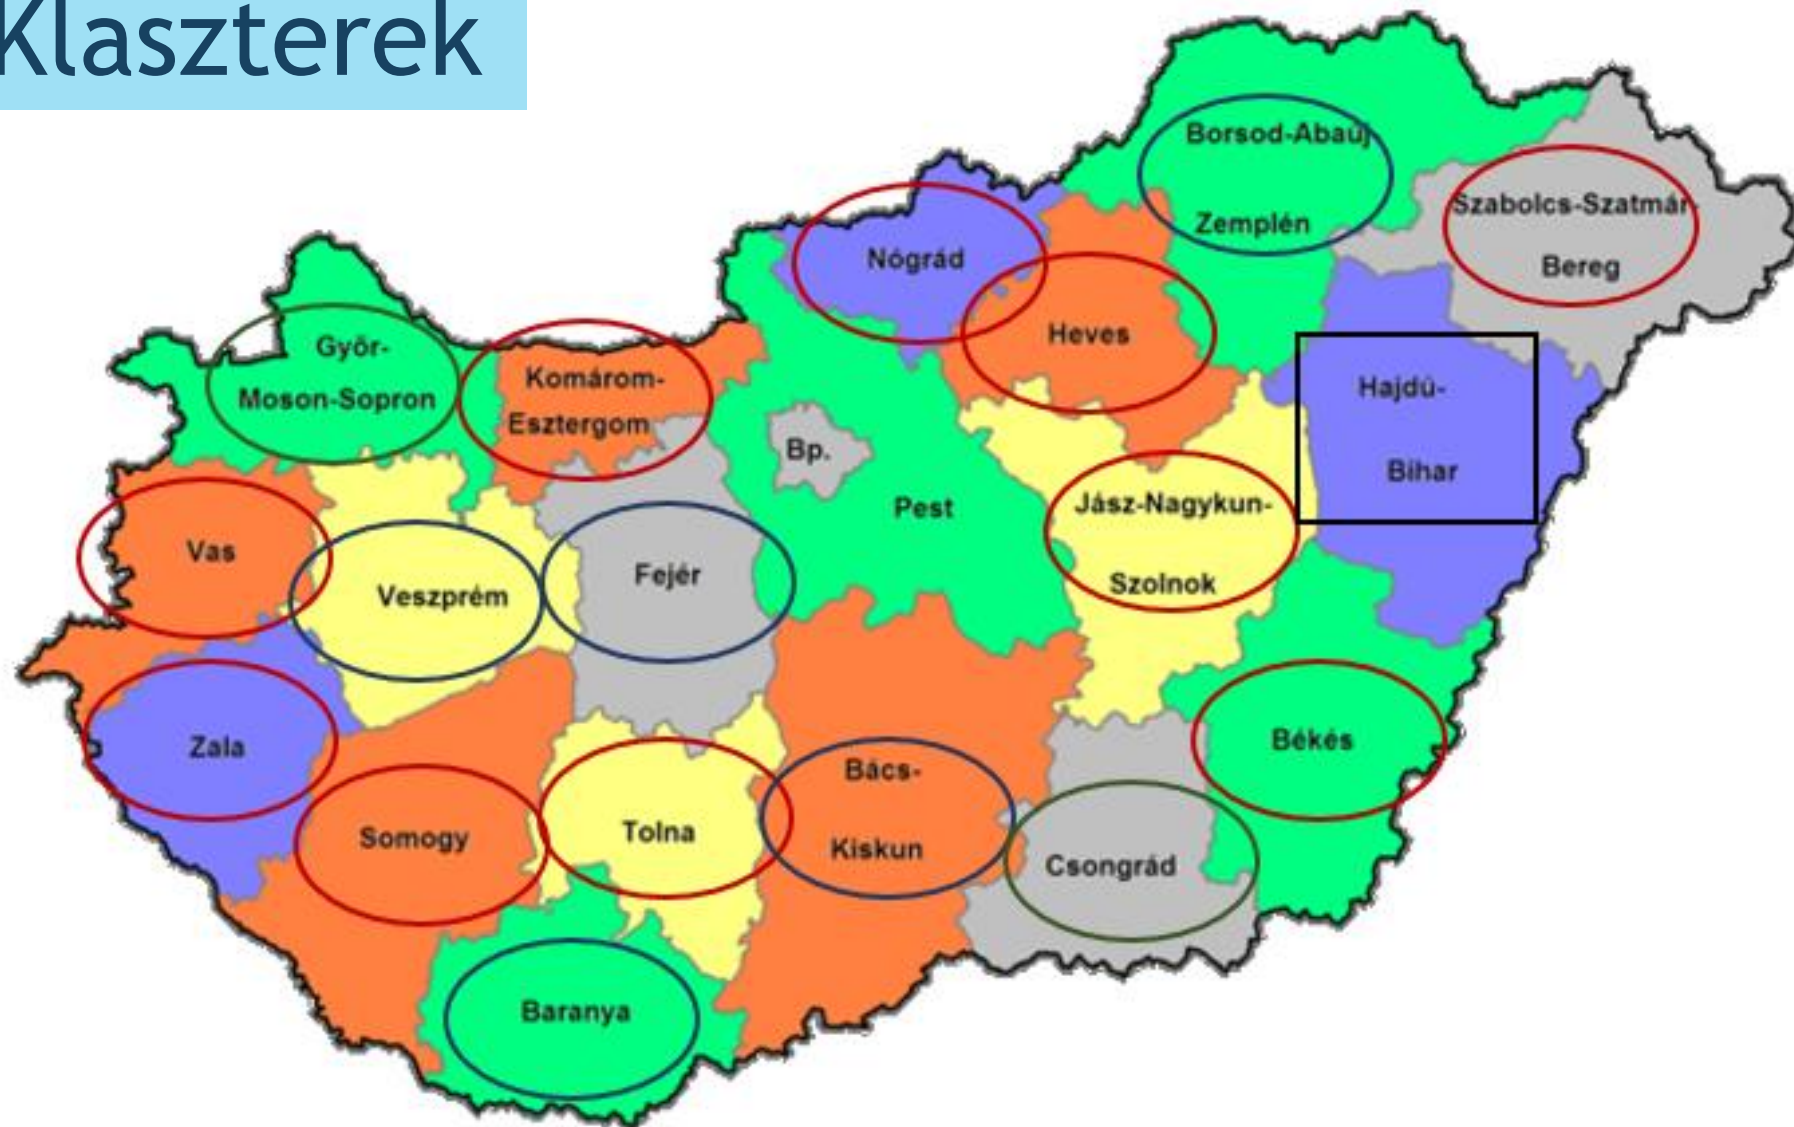 Klaszterek
Borsod-Abaúj
Zemplén
Szabolcs-Szatmár-
Bereg
Nógrád
Heves
Győr-
Moson-Sopron
Komárom-
Esztergom
Hajdú-
Bihar
Bp.
Pest
Jász-Nagykun-
Szolnok
Vas
Veszprém
Fejér
Zala
Somogy
Tolna
Bács-
Kiskun
Békés
Csongrád
Baranya